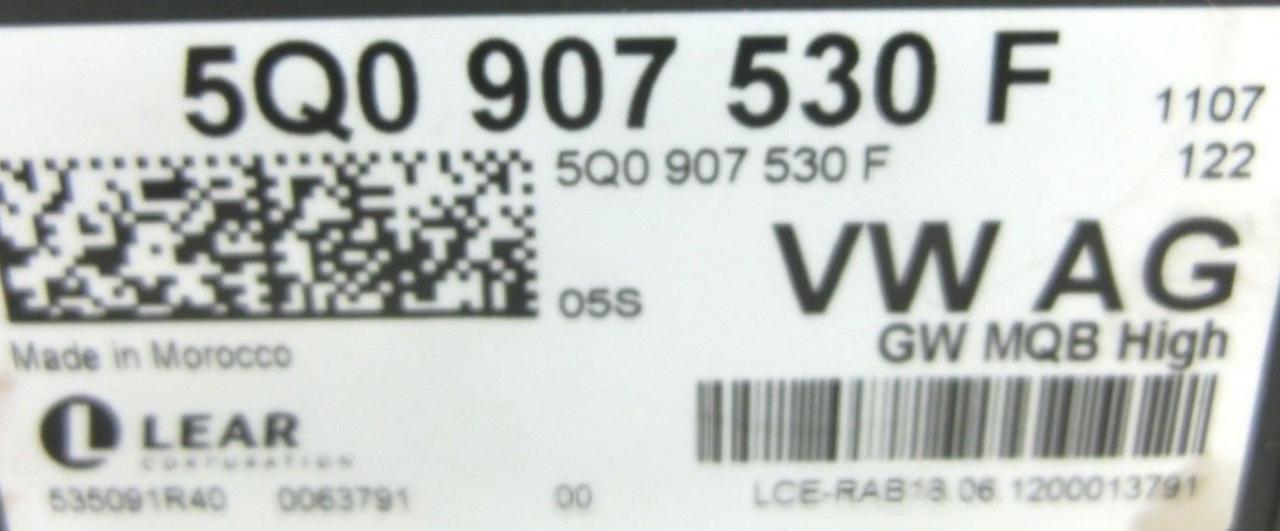 5Q0 907 530 F 1107
5Q0 907 530 F 122
VW AG
05S
GW MQB High
Made in Morocco
LEAR
CORPORATION
535091R40 0063791 00 LCE-RAB18.06.1200013791